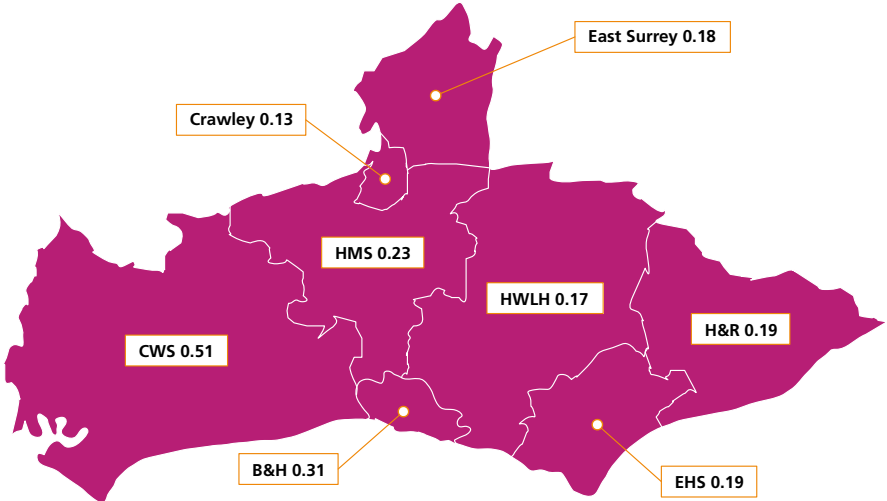 East Surrey 0.18
Crawley 0.13
HMS 0.23
HWLH 0.17
H&R 0.19
CWS 0.51
B&H 0.31
EHS 0.19